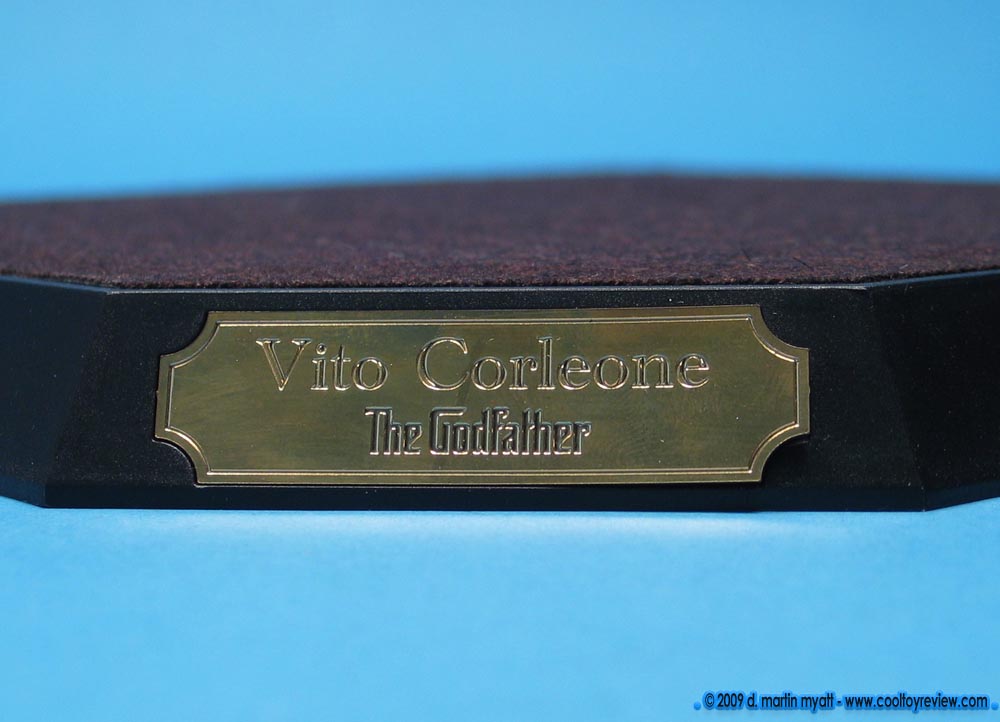 Vito Corleone
The Godfather
© 2009 d. martin myatt - www.cooltoyreview.com